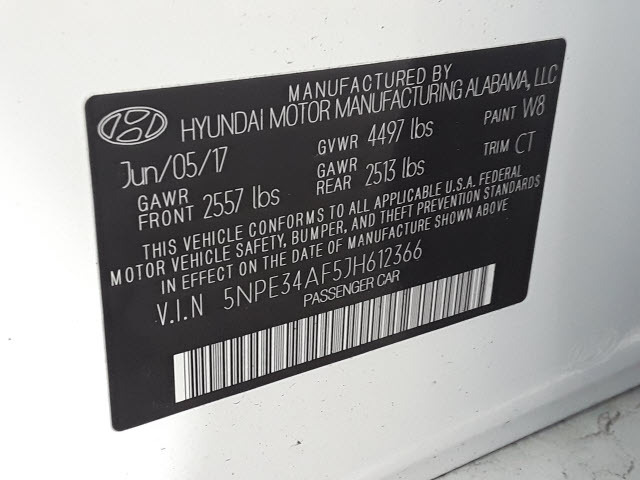 MANUFACTURED BY
HYUNDAI MOTOR MANUFACTURING ALABAMA, LLC
Jun/05/17 GVWR 4497 lbs PAINT W8
GAWR FRONT 2557 lbs GAWR REAR 2513 lbs TRIM CT
THIS VEHICLE CONFORMS TO ALL APPLICABLE U.S.A. FEDERAL
MOTOR VEHICLE SAFETY, BUMPER, AND THEFT PREVENTION STANDARDS
IN EFFECT ON THE DATE OF MANUFACTURE SHOWN ABOVE
V.I.N 5NPE34AF5JH612366
PASSENGER CAR